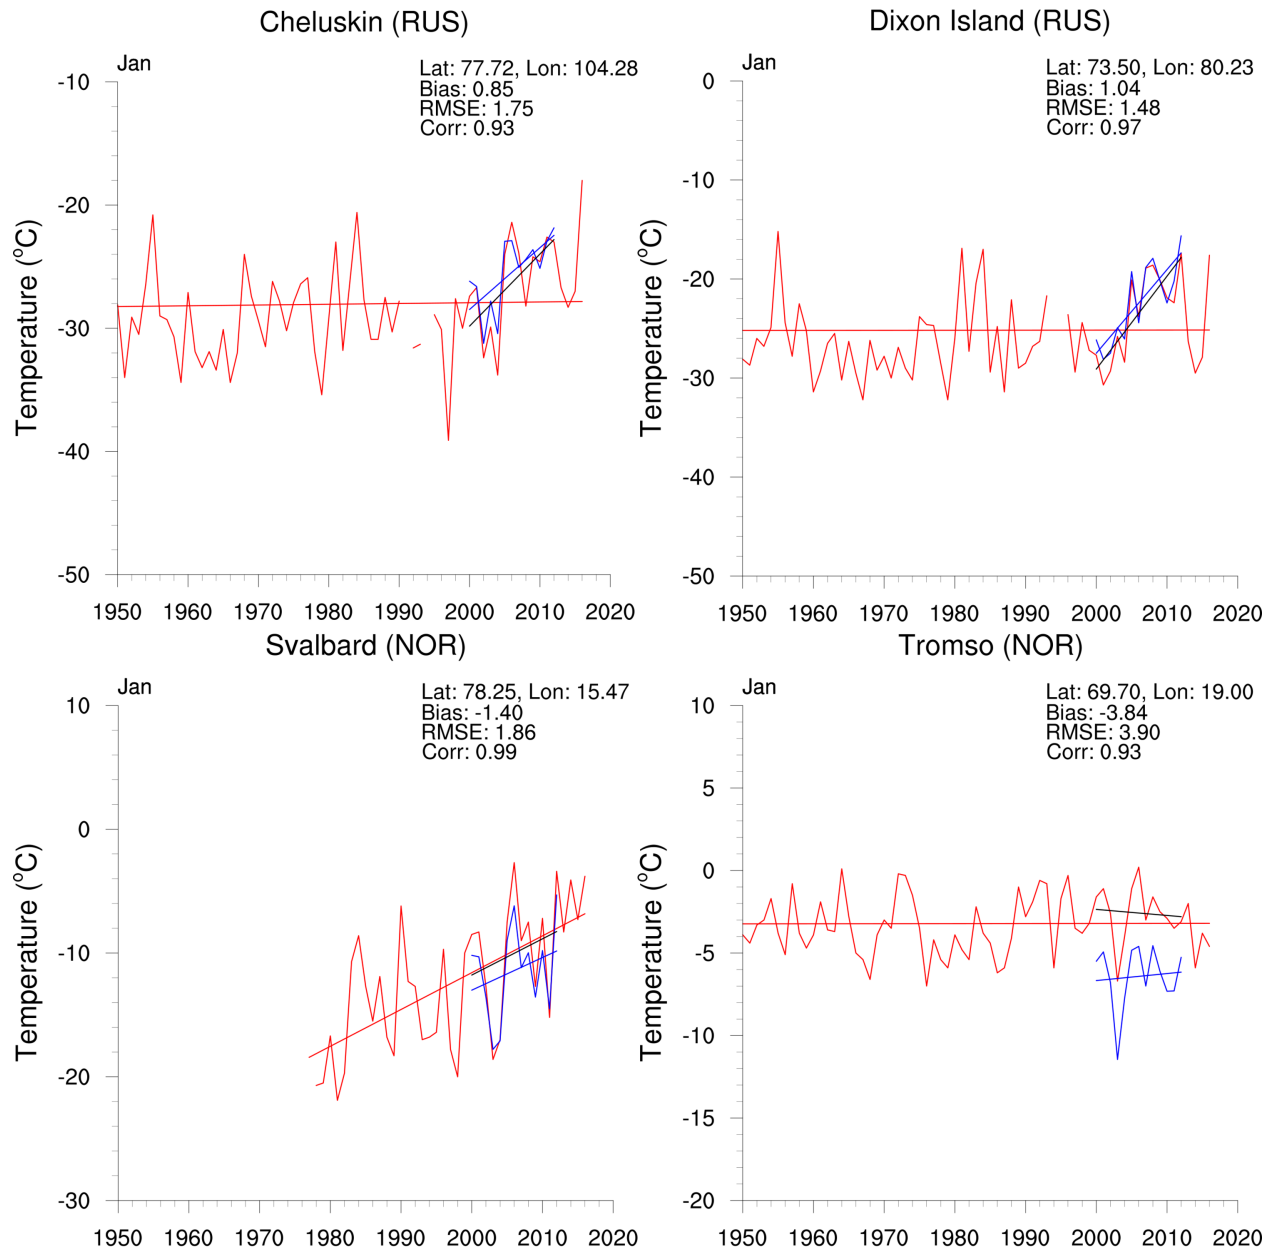 Cheluskin (RUS)
Jan
Lat: 77.72, Lon: 104.28
Bias: 0.85
RMSE: 1.75
Corr: 0.93
Temperature (°C)
-10
-20
-30
-40
-50
1950 1960 1970 1980 1990 2000 2010 2020
Dixon Island (RUS)
Jan
Lat: 73.50, Lon: 80.23
Bias: 1.04
RMSE: 1.48
Corr: 0.97
Temperature (°C)
0
-10
-20
-30
-40
-50
1950 1960 1970 1980 1990 2000 2010 2020
Svalbard (NOR)
Jan
Lat: 78.25, Lon: 15.47
Bias: -1.40
RMSE: 1.86
Corr: 0.99
Temperature (°C)
10
0
-10
-20
-30
1950 1960 1970 1980 1990 2000 2010 2020
Tromso (NOR)
Jan
Lat: 69.70, Lon: 19.00
Bias: -3.84
RMSE: 3.90
Corr: 0.93
Temperature (°C)
10
5
0
-5
-10
-15
-20
1950 1960 1970 1980 1990 2000 2010 2020